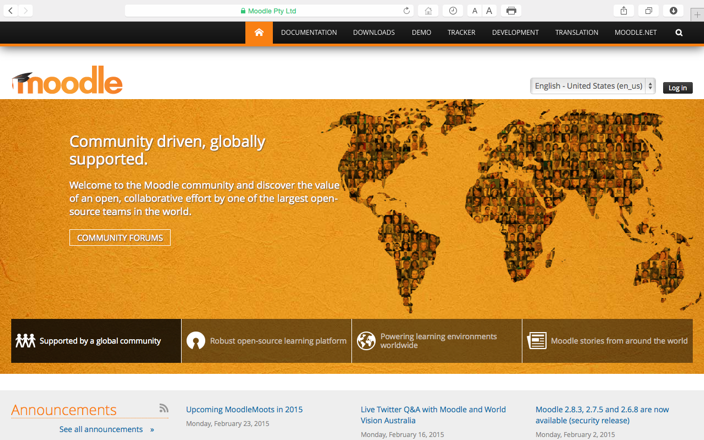 Moodle Pty Ltd
A A
DOCUMENTATION DOWNLOADS DEMO TRACKER DEVELOPMENT TRANSLATION MOODLE.NET
moodle
English - United States (en_us)
Log in
Community driven, globally
supported.
Welcome to the Moodle community and discover the value
of an open, collaborative effort by one of the largest open-
source teams in the world.
COMMUNITY FORUMS
Supported by a global community
Robust open-source learning platform
Powering learning environments
worldwide
Moodle stories from around the world
Announcements
See all announcements »
Upcoming MoodleMoots in 2015
Monday, February 23, 2015
Live Twitter Q&A with Moodle and World
Vision Australia
Monday, February 16, 2015
Moodle 2.8.3, 2.7.5 and 2.6.8 are now
available (security release)
Monday, February 2, 2015